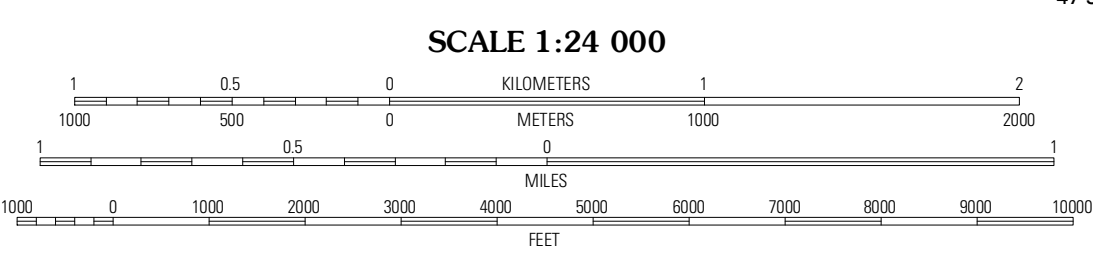 SCALE 1:24 000
1 0.5 0 KILOMETERS 1 2
1000 500 0 METERS 1000 2000
1 0.5 0 1
MILES
1000 0 1000 2000 3000 4000 5000 6000 7000 8000 9000 10000
FEET